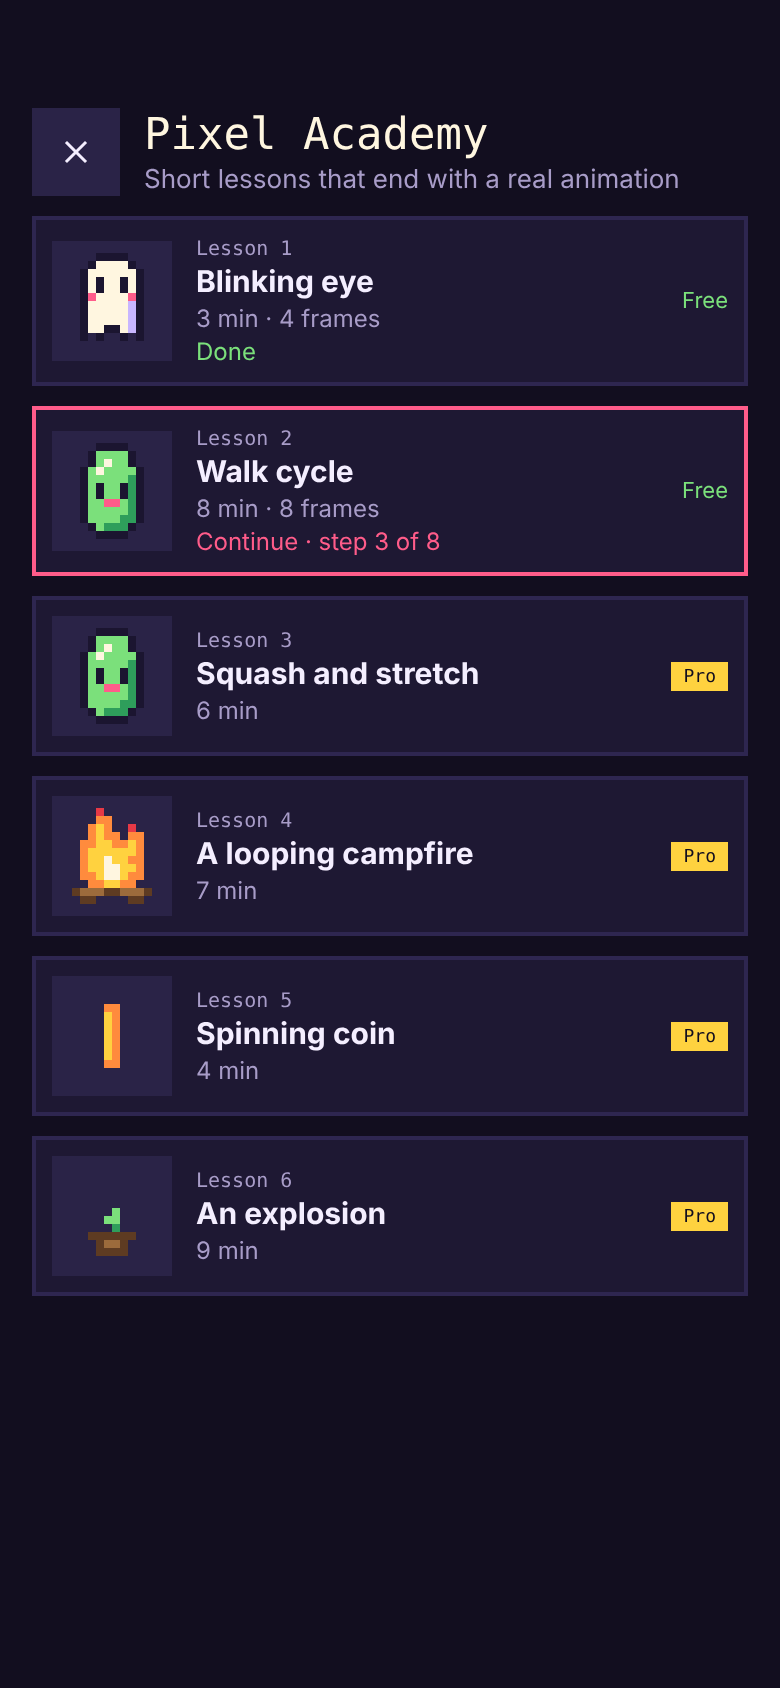 Pixel Academy
Short lessons that end with a real animation
Lesson 1
Blinking eye
3 min · 4 frames
Done
Free
Lesson 2
Walk cycle
8 min · 8 frames
Continue · step 3 of 8
Free
Lesson 3
Squash and stretch
6 min
Pro
Lesson 4
A looping campfire
7 min
Pro
Lesson 5
Spinning coin
4 min
Pro
Lesson 6
An explosion
9 min
Pro